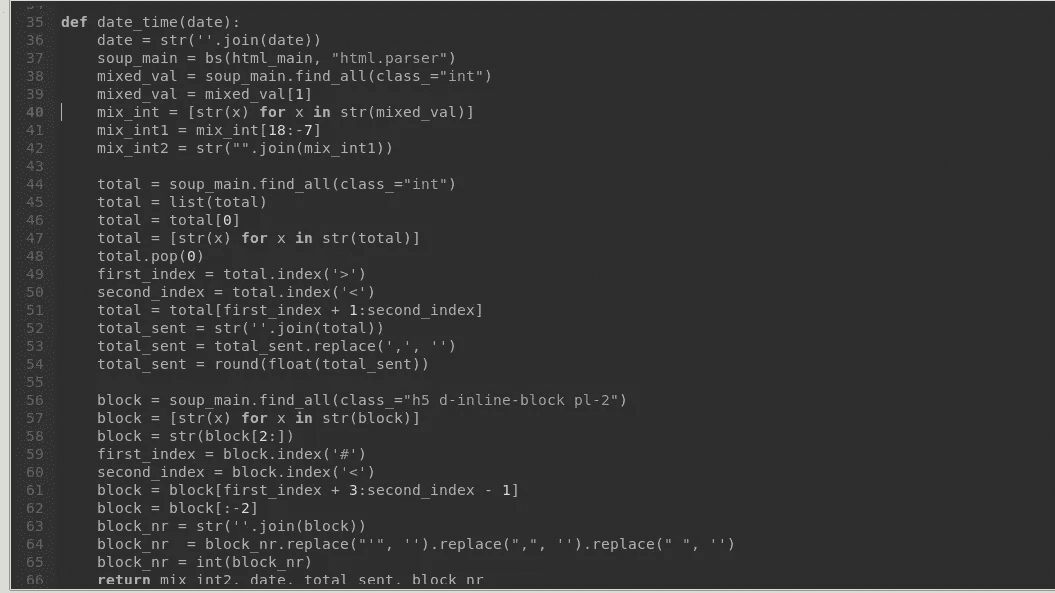 35 def date_time(date):
36     date = str(''.join(date))
37     soup_main = bs(html_main, "html.parser")
38     mixed_val = soup_main.find_all(class_="int")
39     mixed_val = mixed_val[1]
40     mix_int = [str(x) for x in str(mixed_val)]
41     mix_int1 = mix_int[18:-7]
42     mix_int2 = str("".join(mix_int1))
43
44     total = soup_main.find_all(class_="int")
45     total = list(total)
46     total = total[0]
47     total = [str(x) for x in str(total)]
48     total.pop(0)
49     first_index = total.index('>')
50     second_index = total.index('<')
51     total = total[first_index + 1:second_index]
52     total_sent = str(''.join(total))
53     total_sent = total_sent.replace(',', '')
54     total_sent = round(float(total_sent))
55
56     block = soup_main.find_all(class_="h5 d-inline-block pl-2")
57     block = [str(x) for x in str(block)]
58     block = str(block[2:])
59     first_index = block.index('#')
60     second_index = block.index('<')
61     block = block[first_index + 3:second_index - 1]
62     block = block[:-2]
63     block_nr = str(''.join(block))
64     block_nr  = block_nr.replace("'", '').replace(",", '').replace(" ", '')
65     block_nr = int(block_nr)
66     return mix_int2, date, total_sent, block_nr